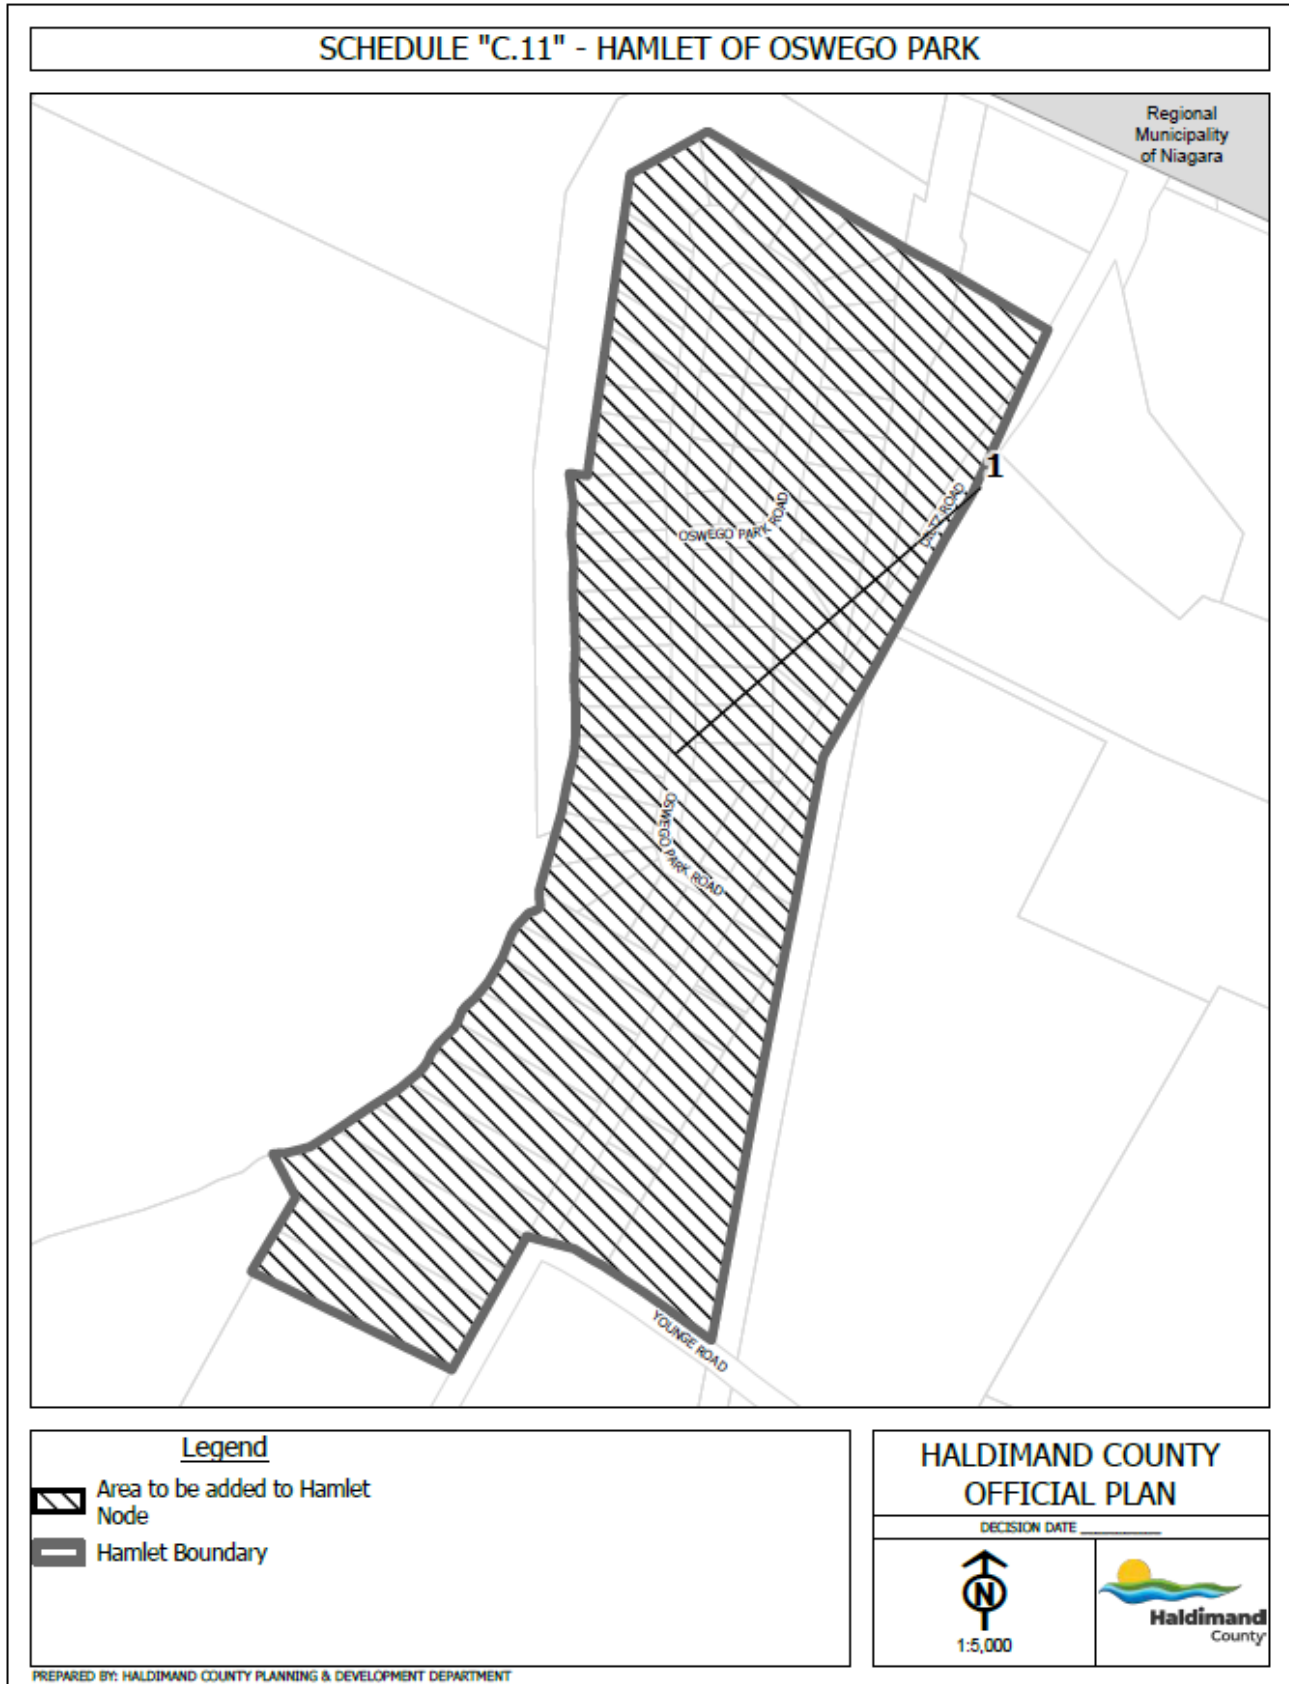 SCHEDULE "C.11" - HAMLET OF OSWEGO PARK
Regional
Municipality
of Niagara
1
ROAD
OSWEGO PARK ROAD
OSWEGO PARK ROAD
YOUNGE ROAD
Legend
Area to be added to Hamlet
Node
Hamlet Boundary
HALDIMAND COUNTY
OFFICIAL PLAN
DECISION DATE ___________
N
1:5,000
Haldimand
County
PREPARED BY: HALDIMAND COUNTY PLANNING & DEVELOPMENT DEPARTMENT